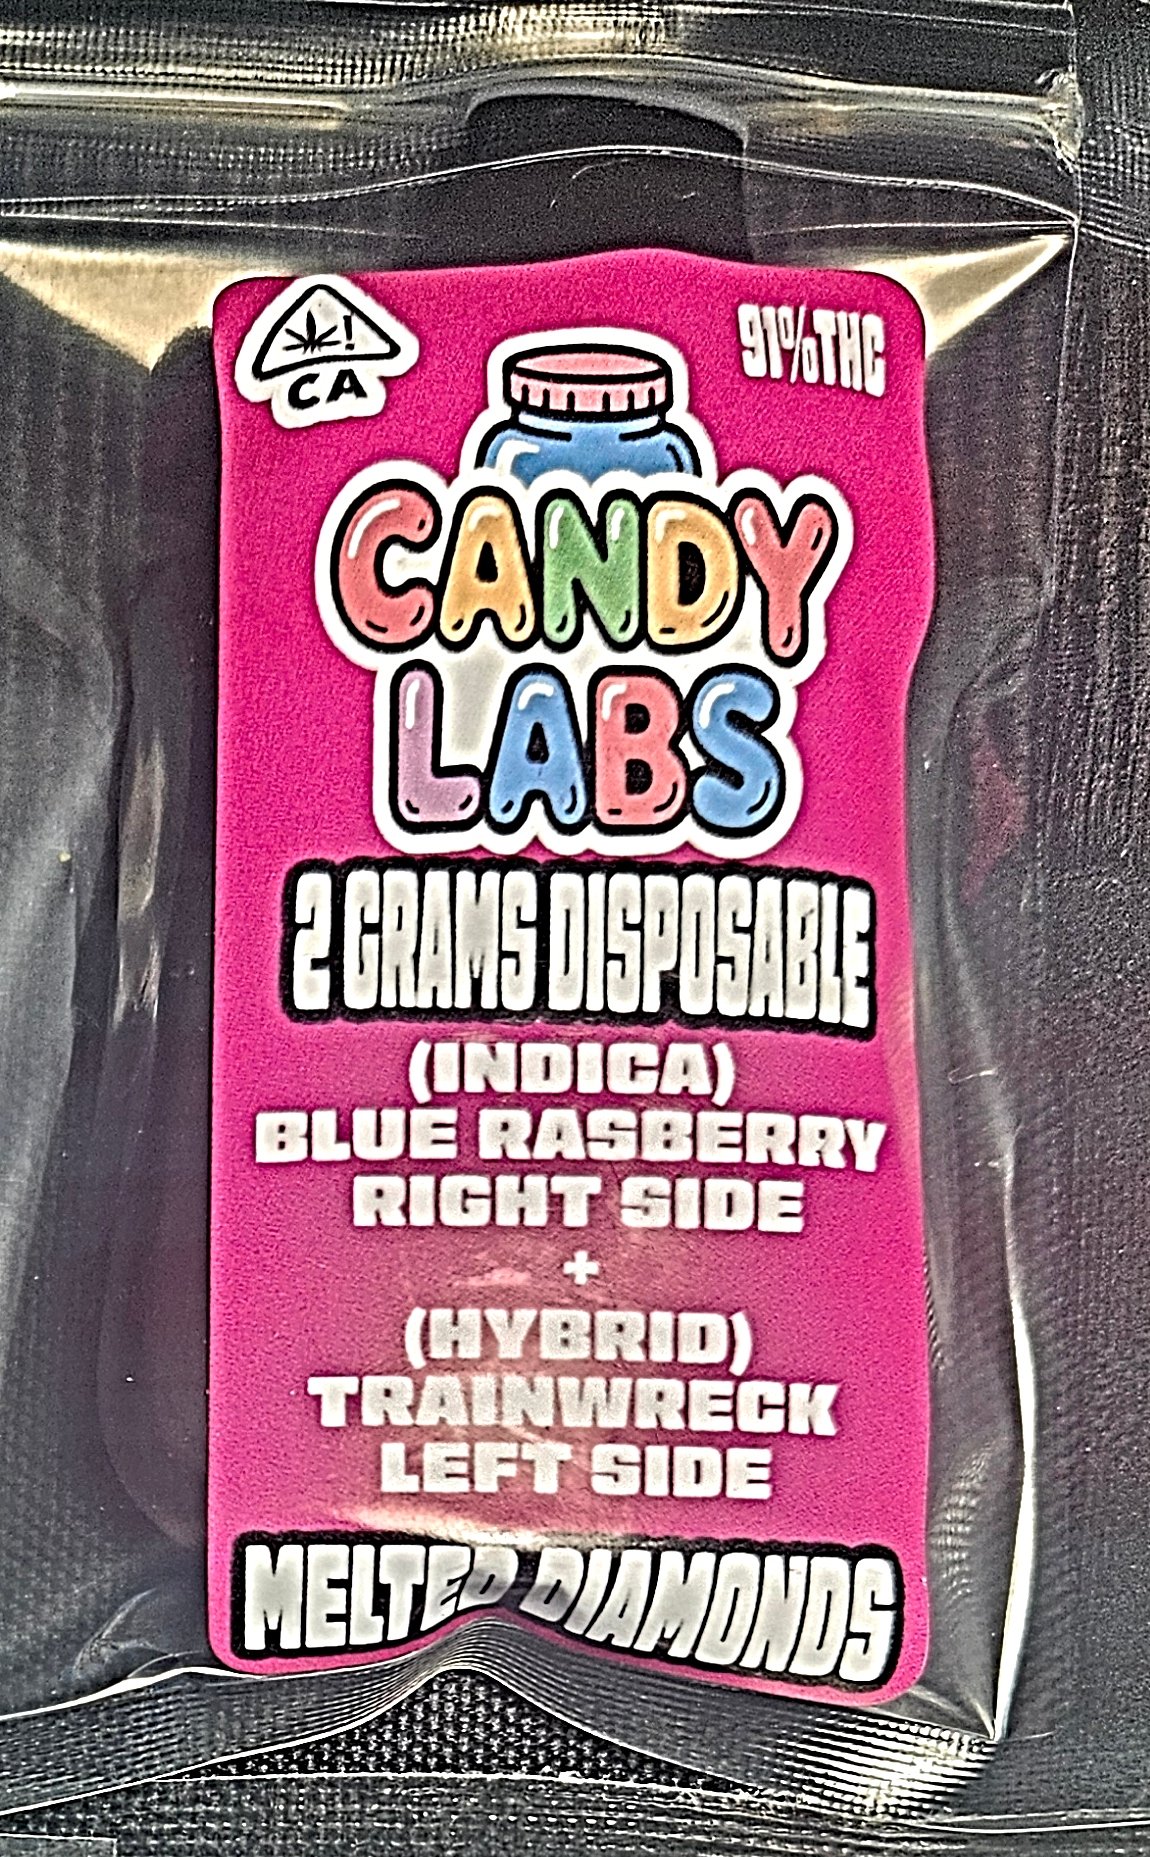 ! CA
91%THC
CANDY
LABS
2 GRAMS DISPOSABLE
(INDICA)
BLUE RASBERRY
RIGHT SIDE
+
(HYBRID)
TRAINWRECK
LEFT SIDE
MELTED DIAMONDS